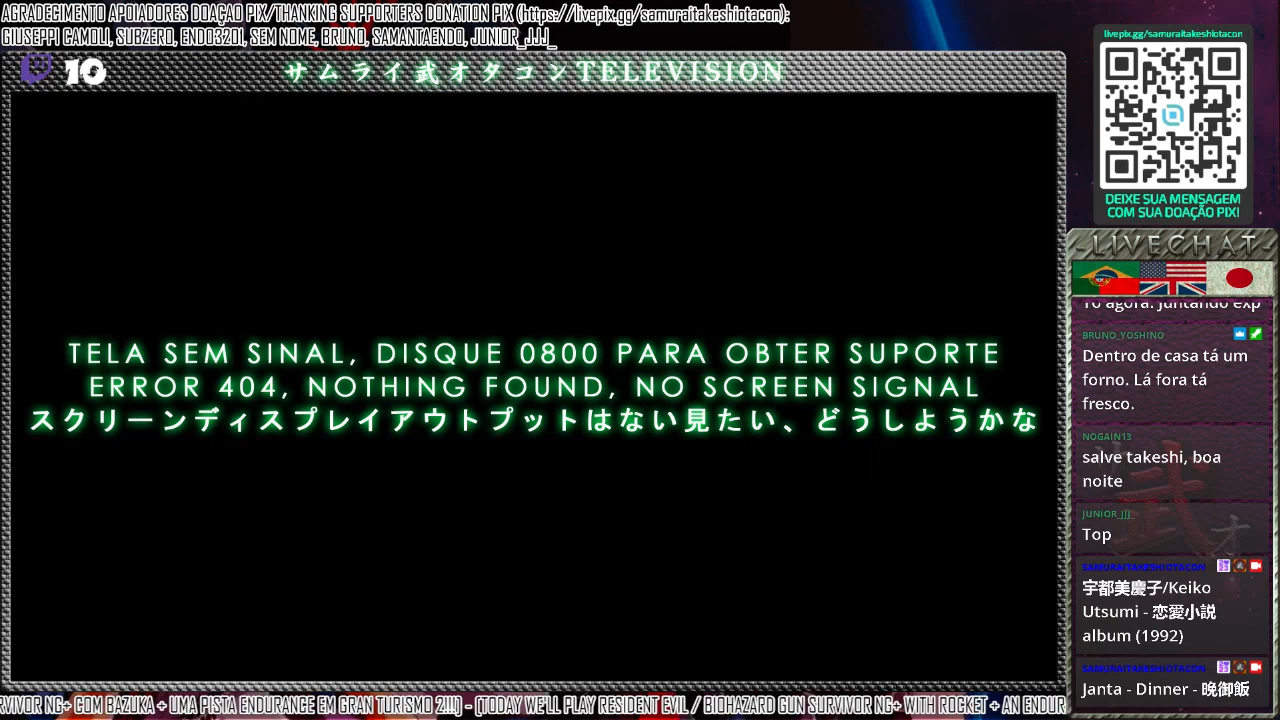 AGRADECIMENTO APOIADORES DOAÇÃO PIX/THANKING SUPPORTERS DONATION PIX (https://livepix.gg/samuraitakeshiotacon):
GIUSEPPI CAMOLI, SUBZERO, ENDO3201, SEM NOME, BRUNO, SAMANTAENDO, JUNIOR_JJJ_
10
サムライ武オタコンTELEVISION
TELA SEM SINAL, DISQUE 0800 PARA OBTER SUPORTE
ERROR 404, NOTHING FOUND, NO SCREEN SIGNAL
スクリーンディスプレイアウトプットはない見たい、どうしようかな
livepix.gg/samuraitakeshiotacon
DEIXE SUA MENSAGEM
COM SUA DOAÇÃO PIX!
-LIVECHAT-
To agora. juntando exp
BRUNO_YOSHINO
Dentro de casa tá um
forno. Lá fora tá
fresco.
NOGAIN13
salve takeshi, boa
noite
JUNIOR_JJJ_
Top
SAMURAITAKESHIOTACON
宇都美慶子/Keiko
Utsumi - 恋愛小説
album (1992)
SAMURAITAKESHIOTACON
Janta - Dinner - 晩御飯
RVIVOR NG+ COM BAZUKA + UMA PISTA ENDURANCE EM GRAN TURISMO 2!!!) - (TODAY WE'LL PLAY RESIDENT EVIL / BIOHAZARD GUN SURVIVOR NG+ WITH ROCKET + AN ENDUR